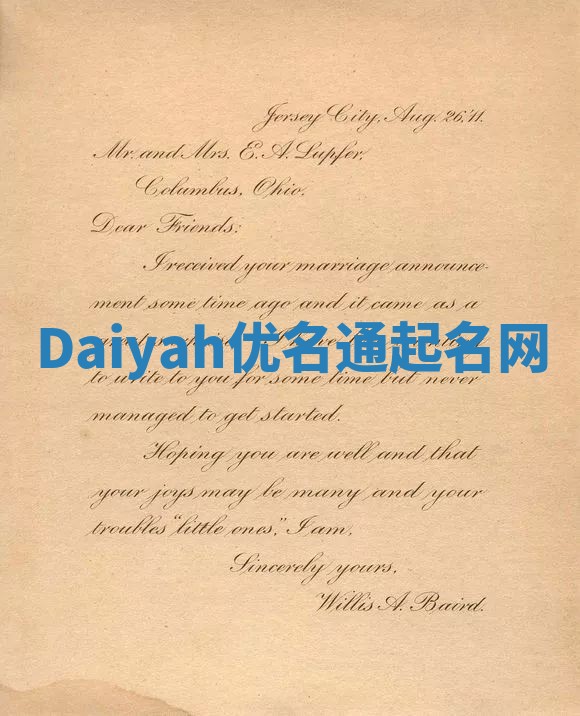 Jersey City, Aug. 26, '11.
Mr. and Mrs. E. A. Lupfer,
Columbus, Ohio.
Dear Friends:
I received your marriage announce-
ment some time ago and it came as a
Daiyah优名通起名网
to write to you for some time but never
managed to get started.
Hoping you are well and that
your joys may be many and your
troubles "little ones," I am,
Sincerely yours,
Willis A. Baird.